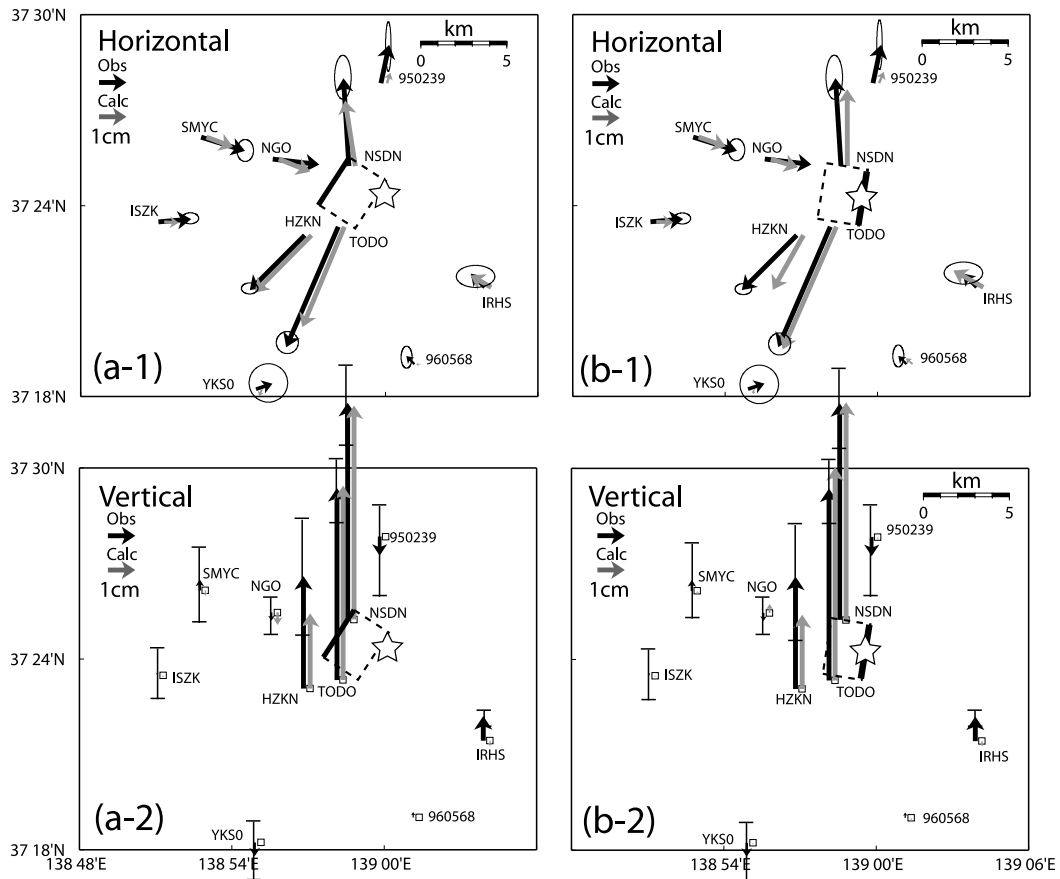 37 30'N
37 24'N
37 18'N
Horizontal
Obs
Calc
1cm
km
0 5
950239
SMYC
NGO
NSDN
ISZK
HZKN
TODO
IRHS
960568
YKS0
(a-1)
Horizontal
Obs
Calc
1cm
km
0 5
950239
SMYC
NGO
NSDN
ISZK
HZKN
TODO
IRHS
960568
YKS0
(b-1)
37 30'N
37 24'N
37 18'N
Vertical
Obs
Calc
1cm
950239
SMYC
NGO
NSDN
ISZK
HZKN
TODO
IRHS
960568
YKS0
(a-2)
138 48'E
138 54'E
139 00'E
Vertical
Obs
Calc
1cm
km
0 5
950239
SMYC
NGO
NSDN
ISZK
HZKN
TODO
IRHS
960568
YKS0
(b-2)
138 54'E
139 00'E
139 06'E